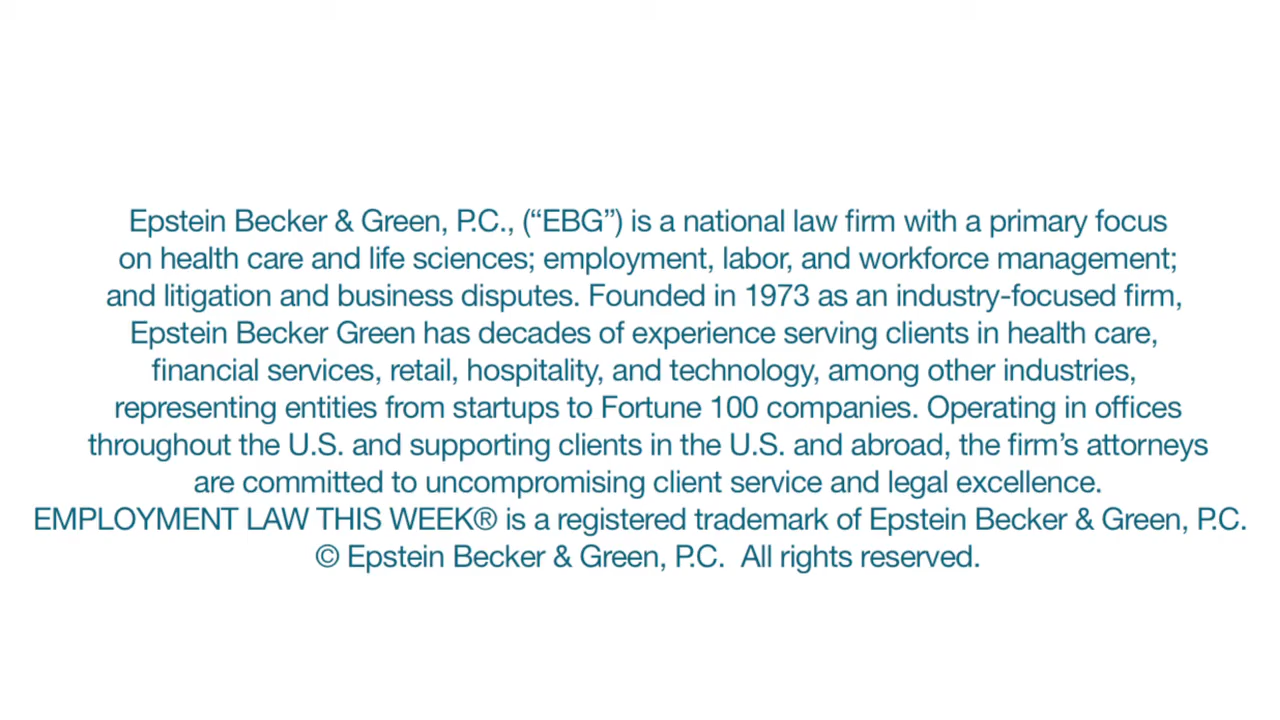 Epstein Becker & Green, P.C., (“EBG”) is a national law firm with a primary focus
on health care and life sciences; employment, labor, and workforce management;
and litigation and business disputes. Founded in 1973 as an industry-focused firm,
Epstein Becker Green has decades of experience serving clients in health care,
financial services, retail, hospitality, and technology, among other industries,
representing entities from startups to Fortune 100 companies. Operating in offices
throughout the U.S. and supporting clients in the U.S. and abroad, the firm’s attorneys
are committed to uncompromising client service and legal excellence.
EMPLOYMENT LAW THIS WEEK® is a registered trademark of Epstein Becker & Green, P.C.
© Epstein Becker & Green, P.C.  All rights reserved.